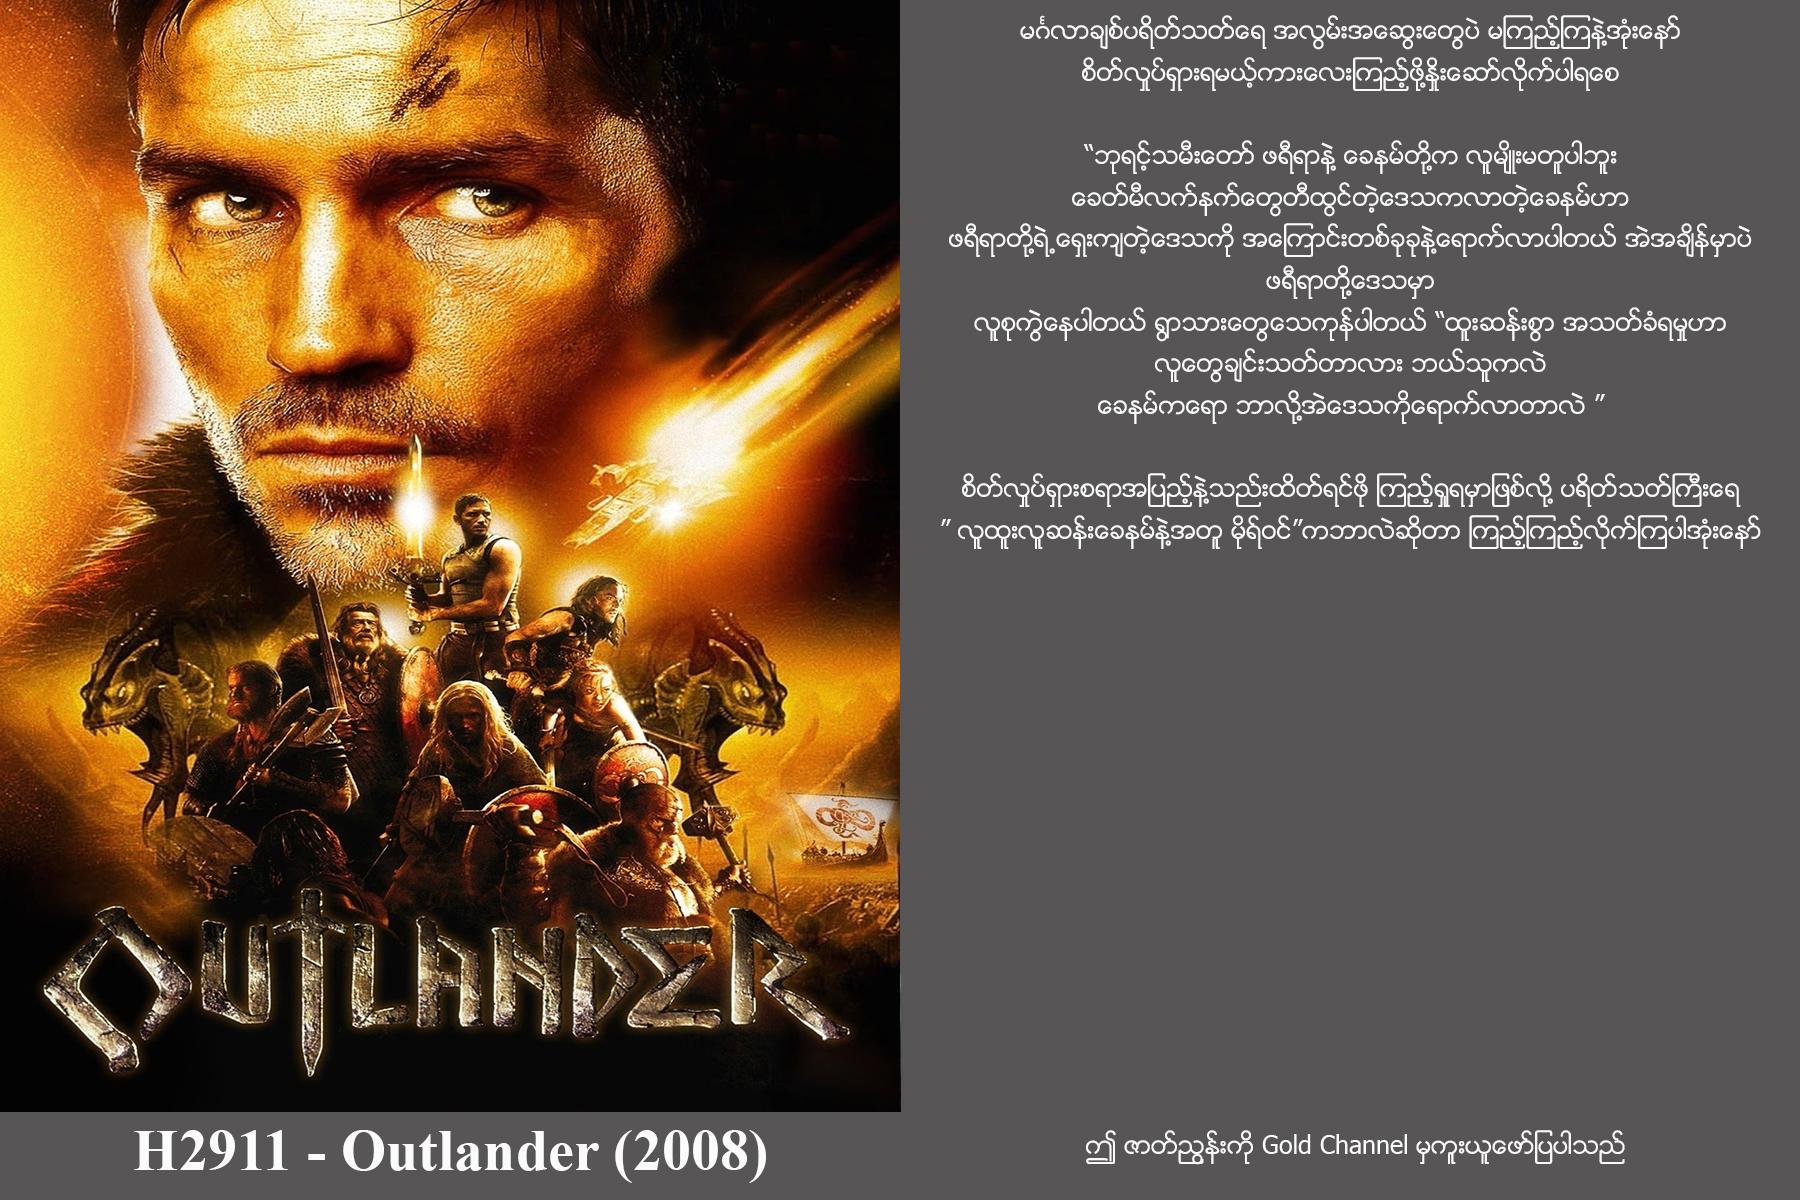 OUTLANDER
H2911 - Outlander (2008)
မင်္ဂလာချစ်ပရိတ်သတ်ရေ အလွမ်းအဆွေးတွေပဲ မကြည့်ကြနဲ့အုံးနော်
စိတ်လှုပ်ရှားရမယ့်ကားလေးကြည့်ဖို့နှိုးဆော်လိုက်ပါရစေ
“ဘုရင့်သမီးတော် ဖရီရာနဲ့ ခေနမ်တို့က လူမျိုးမတူပါဘူး
ခေတ်မီလက်နက်တွေတီထွင်တဲ့ဒေသကလာတဲ့ခေနမ်ဟာ
ဖရီရာတို့ရဲ့ရှေးကျတဲ့ဒေသကို အကြောင်းတစ်ခုခုနဲ့ရောက်လာပါတယ် အဲအချိန်မှာပဲ
ဖရီရာတို့ဒေသမှာ
လူစုကွဲနေပါတယ် ရွာသားတွေသေကုန်ပါတယ် “ထူးဆန်းစွာ အသတ်ခံရမှုဟာ
လူတွေချင်းသတ်တာလား ဘယ်သူကလဲ
ခေနမ်ကရော ဘာလို့အဲဒေသကိုရောက်လာတာလဲ ”
စိတ်လှုပ်ရှားစရာအပြည့်နဲ့သည်းထိတ်ရင်ဖို ကြည့်ရှုရမှာဖြစ်လို့ ပရိတ်သတ်ကြီးရေ
” လူထူးလူဆန်းခေနမ်နဲ့အတူ မိုရ်ဝင်”ကဘာလဲဆိုတာ ကြည့်ကြည့်လိုက်ကြပါအုံးနော်
ဤ ဇာတ်ညွှန်းကို Gold Channel မှကူးယူဖော်ပြပါသည်